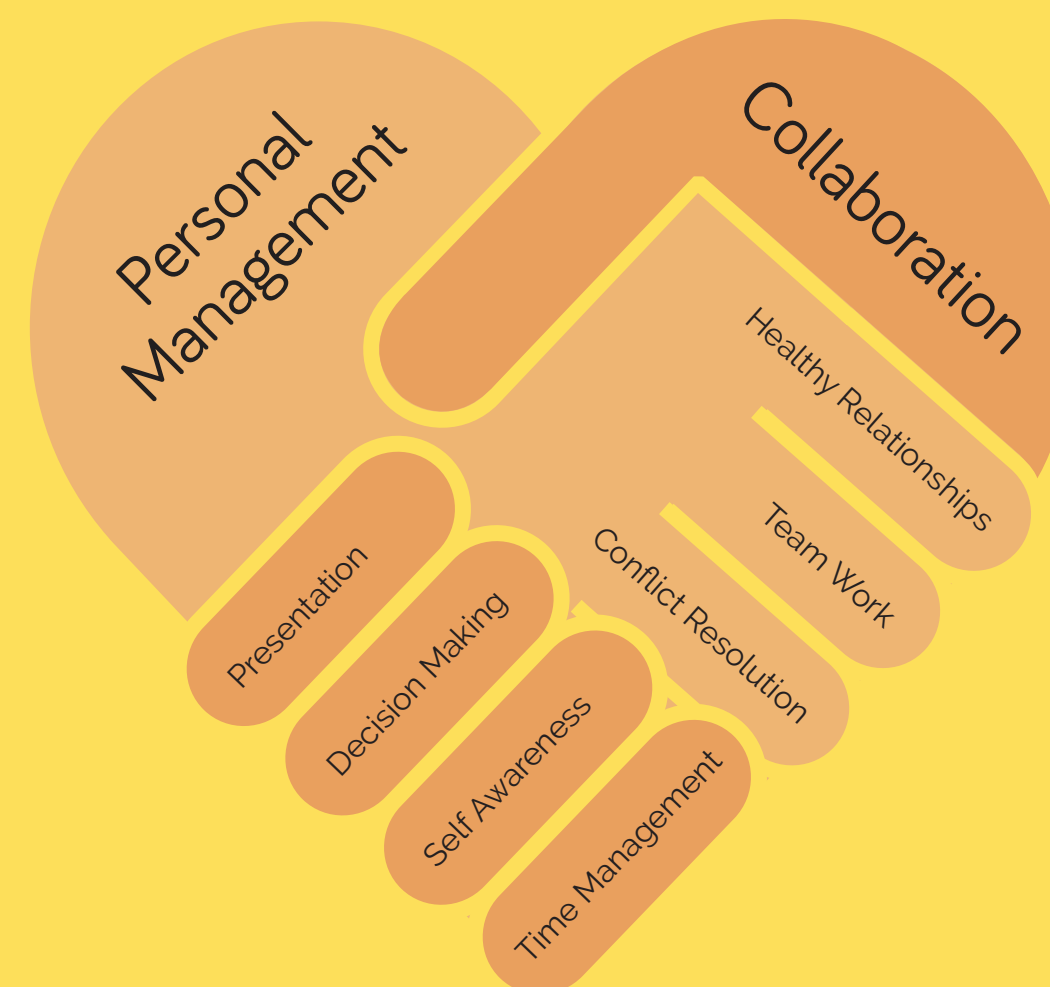 Personal
Management
Collaboration
Healthy Relationships
Team Work
Conflict Resolution
Presentation
Decision Making
Self Awareness
Time Management